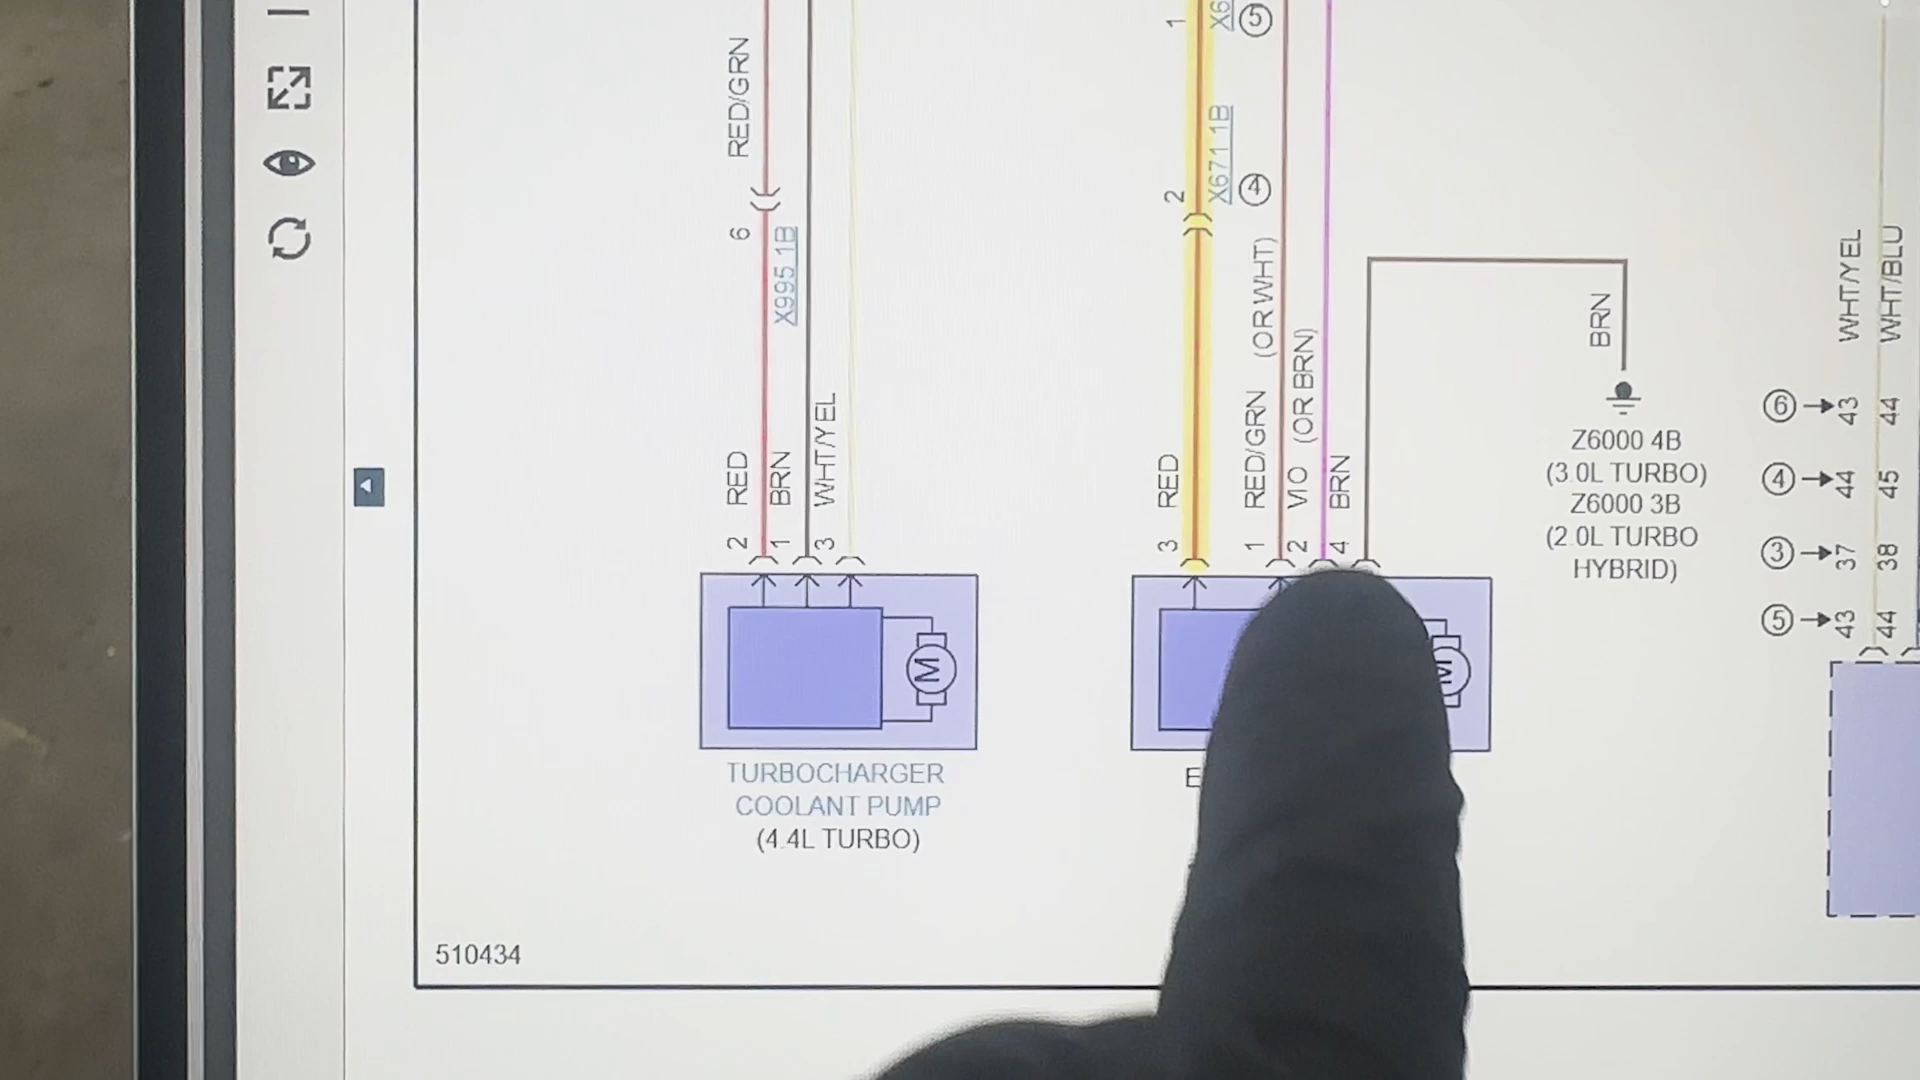 RED/GRN
6
X995 1B
RED
BRN
WHT/YEL
2
1
3
M
TURBOCHARGER
COOLANT PUMP
(4.4L TURBO)
510434
1
5
2
X671 1B
4
RED
RED/GRN (OR WHT)
VIO (OR BRN)
BRN
3
1
2
4
M
BRN
Z6000 4B
(3.0L TURBO)
Z6000 3B
(2.0L TURBO
HYBRID)
WHT/YEL
WHT/BLU
6 43 44
4 44 45
3 37 38
5 43 44